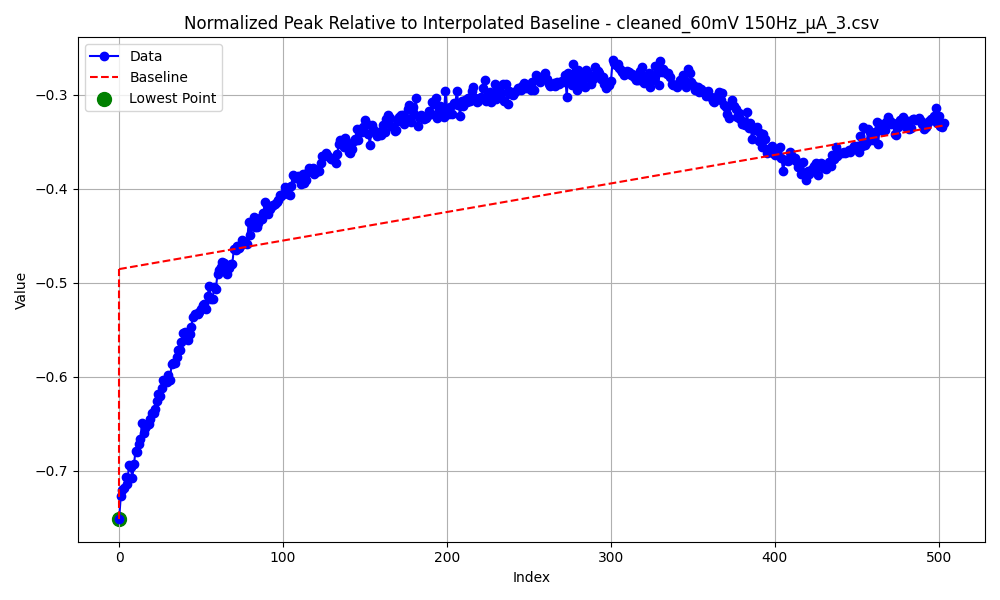 Normalized Peak Relative to Interpolated Baseline - cleaned_60mV 150Hz_μA_3.csv
Data
Baseline
Lowest Point
Value
−0.3
−0.4
−0.5
−0.6
−0.7
0
100
200
300
400
500
Index